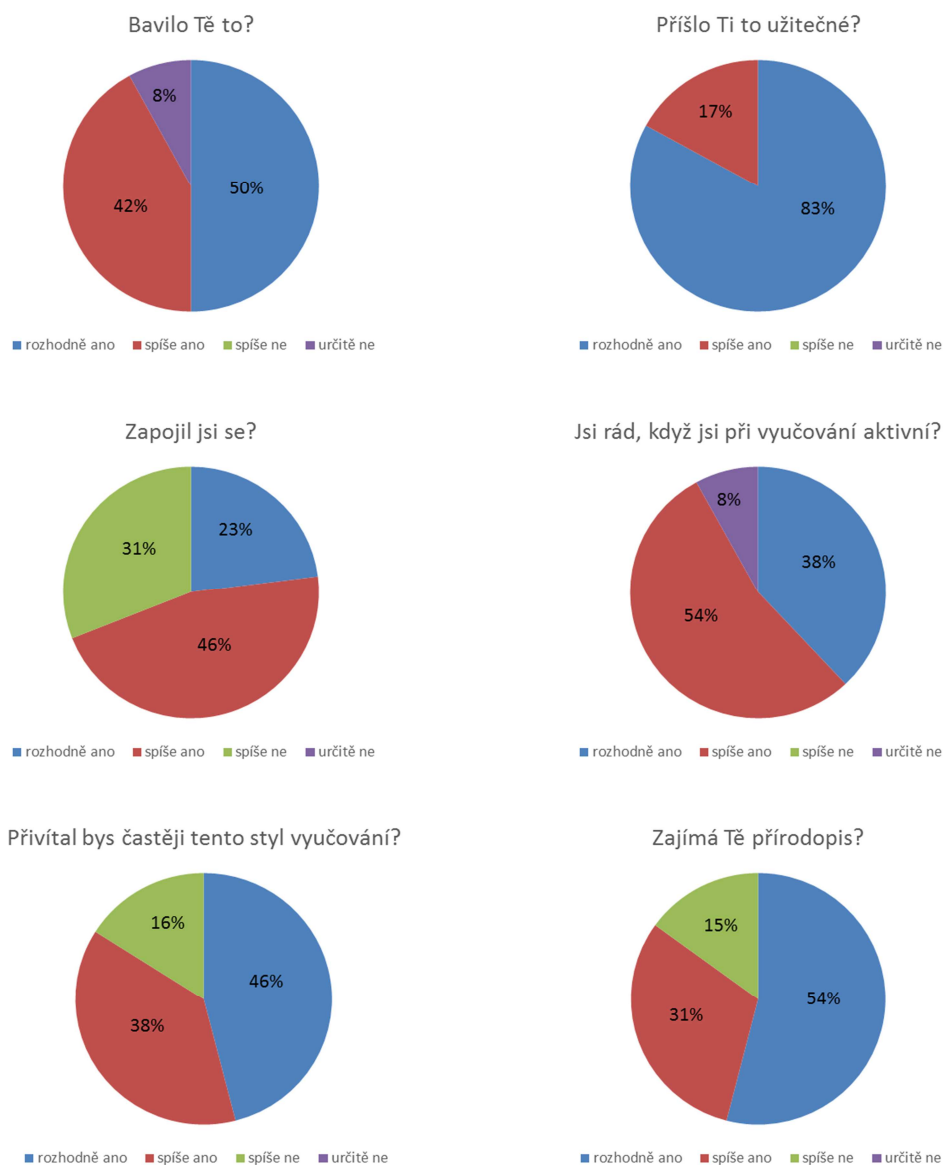 Bavilo Tě to?
8%
50%
42%
rozhodně ano spíše ano spíše ne určitě ne
Příšlo Ti to užitečné?
17%
83%
rozhodně ano spíše ano spíše ne určitě ne
Zapojil jsi se?
23%
31%
46%
rozhodně ano spíše ano spíše ne určitě ne
Jsi rád, když jsi při vyučování aktivní?
8%
38%
54%
rozhodně ano spíše ano spíše ne určitě ne
Přivítal bys častěji tento styl vyučování?
16%
46%
38%
rozhodně ano spíše ano spíše ne určitě ne
Zajímá Tě přírodopis?
15%
54%
31%
rozhodně ano spíše ano spíše ne určitě ne